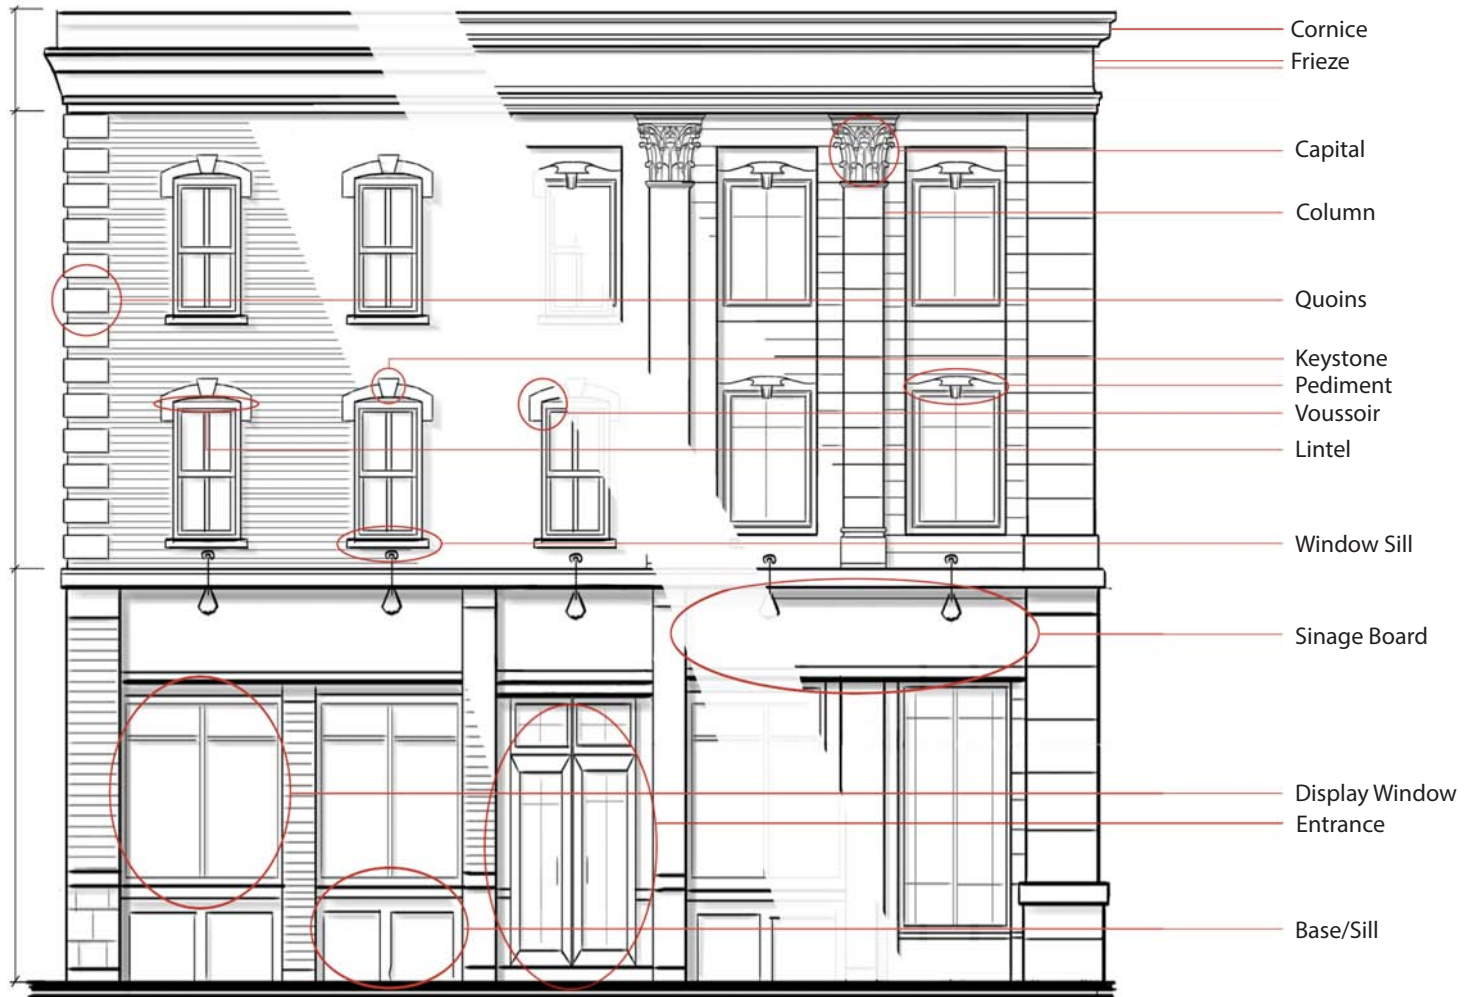 Cornice
Frieze
Capital
Column
Quoins
Keystone
Pediment
Voussoir
Lintel
Window Sill
Sinage Board
Display Window
Entrance
Base/Sill